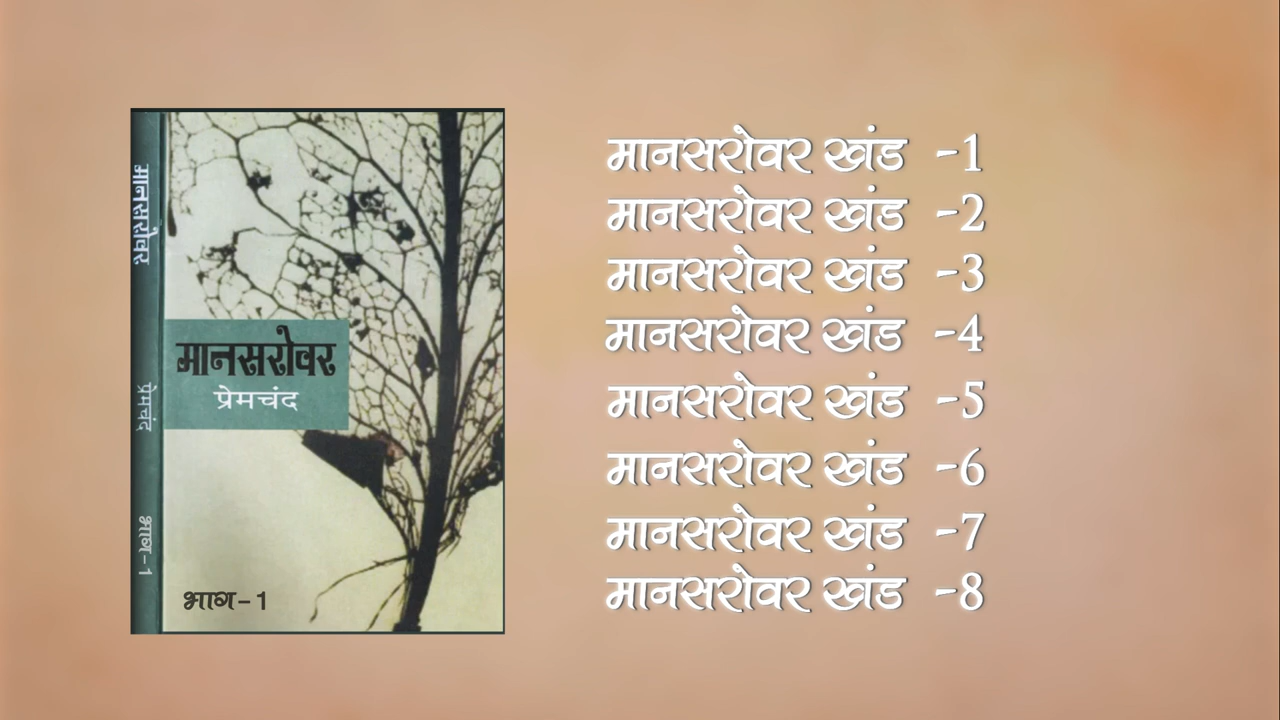 मानसरोवर
प्रेमचंद
भाग-1
मानसरोवर
प्रेमचंद
भाग-1
मानसरोवर खंड -1
मानसरोवर खंड -2
मानसरोवर खंड -3
मानसरोवर खंड -4
मानसरोवर खंड -5
मानसरोवर खंड -6
मानसरोवर खंड -7
मानसरोवर खंड -8